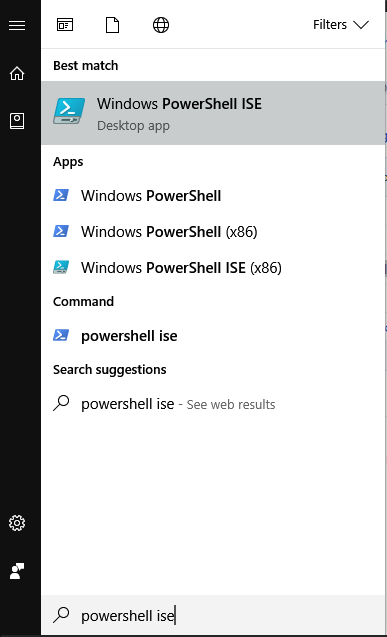 Filters
Best match
Windows PowerShell ISE
Desktop app
Apps
Windows PowerShell
Windows PowerShell (x86)
Windows PowerShell ISE (x86)
Command
powershell ise
Search suggestions
powershell ise - See web results
powershell ise